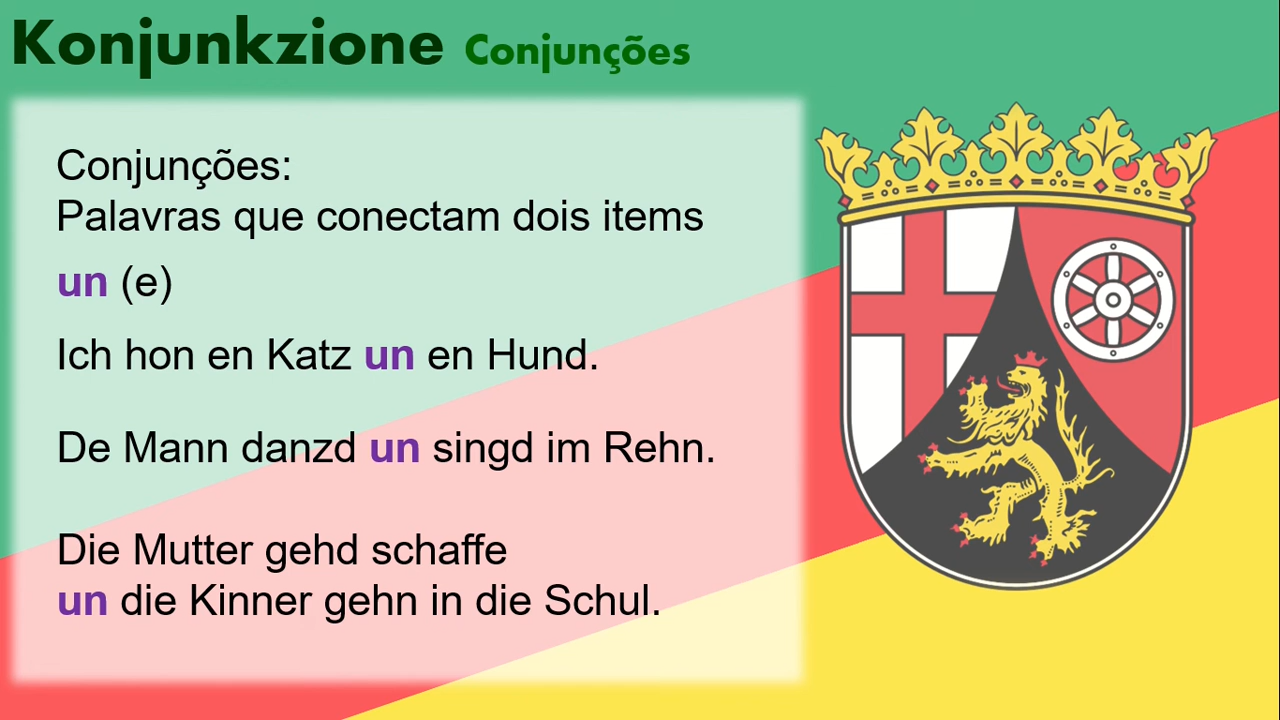 Konjunkzione Conjunções
Conjunções:
Palavras que conectam dois items
un (e)
Ich hon en Katz un en Hund.
De Mann danzd un singd im Rehn.
Die Mutter gehd schaffe
un die Kinner gehn in die Schul.